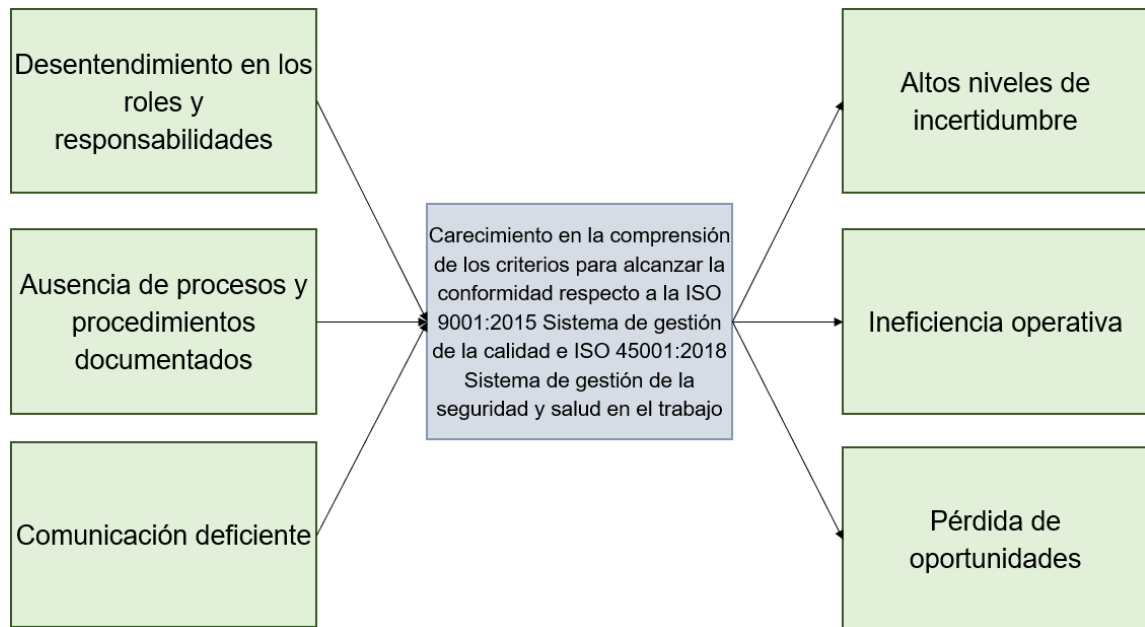 Desentendimiento en los
roles y
responsabilidades
Ausencia de procesos y
procedimientos
documentados
Comunicación deficiente
Carecimiento en la comprensión
de los criterios para alcanzar la
conformidad respecto a la ISO
9001:2015 Sistema de gestión
de la calidad e ISO 45001:2018
Sistema de gestión de la
seguridad y salud en el trabajo
Altos niveles de
incertidumbre
Ineficiencia operativa
Pérdida de
oportunidades